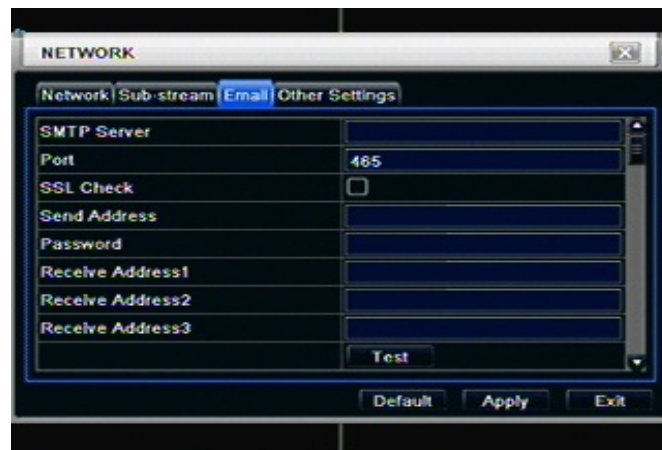 NETWORK
Network Sub-stream Email Other Settings
SMTP Server
Port 465
SSL Check
Send Address
Password
Receive Address1
Receive Address2
Receive Address3
Test
Default Apply Exit